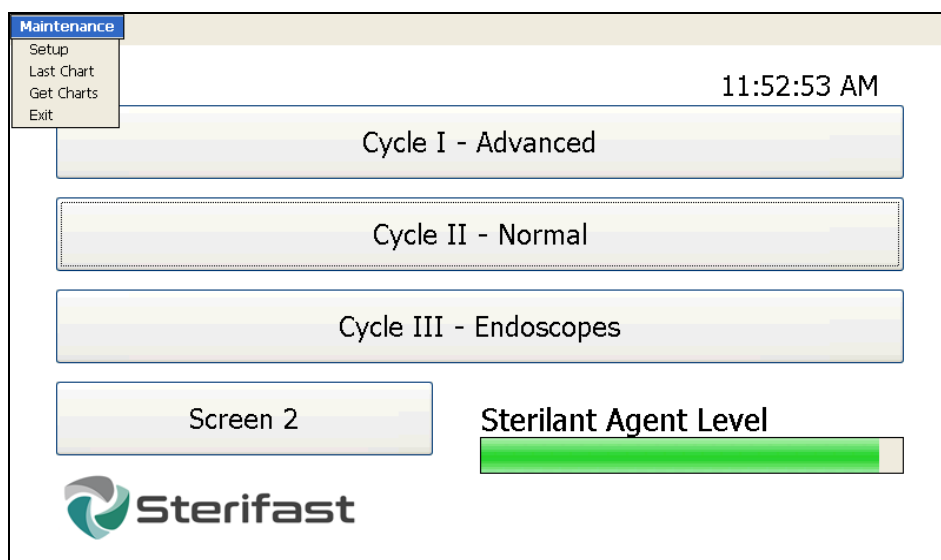 Maintenance
Setup
Last Chart
Get Charts
Exit
11:52:53 AM
Cycle I - Advanced
Cycle II - Normal
Cycle III - Endoscopes
Screen 2
Sterilant Agent Level
Sterifast